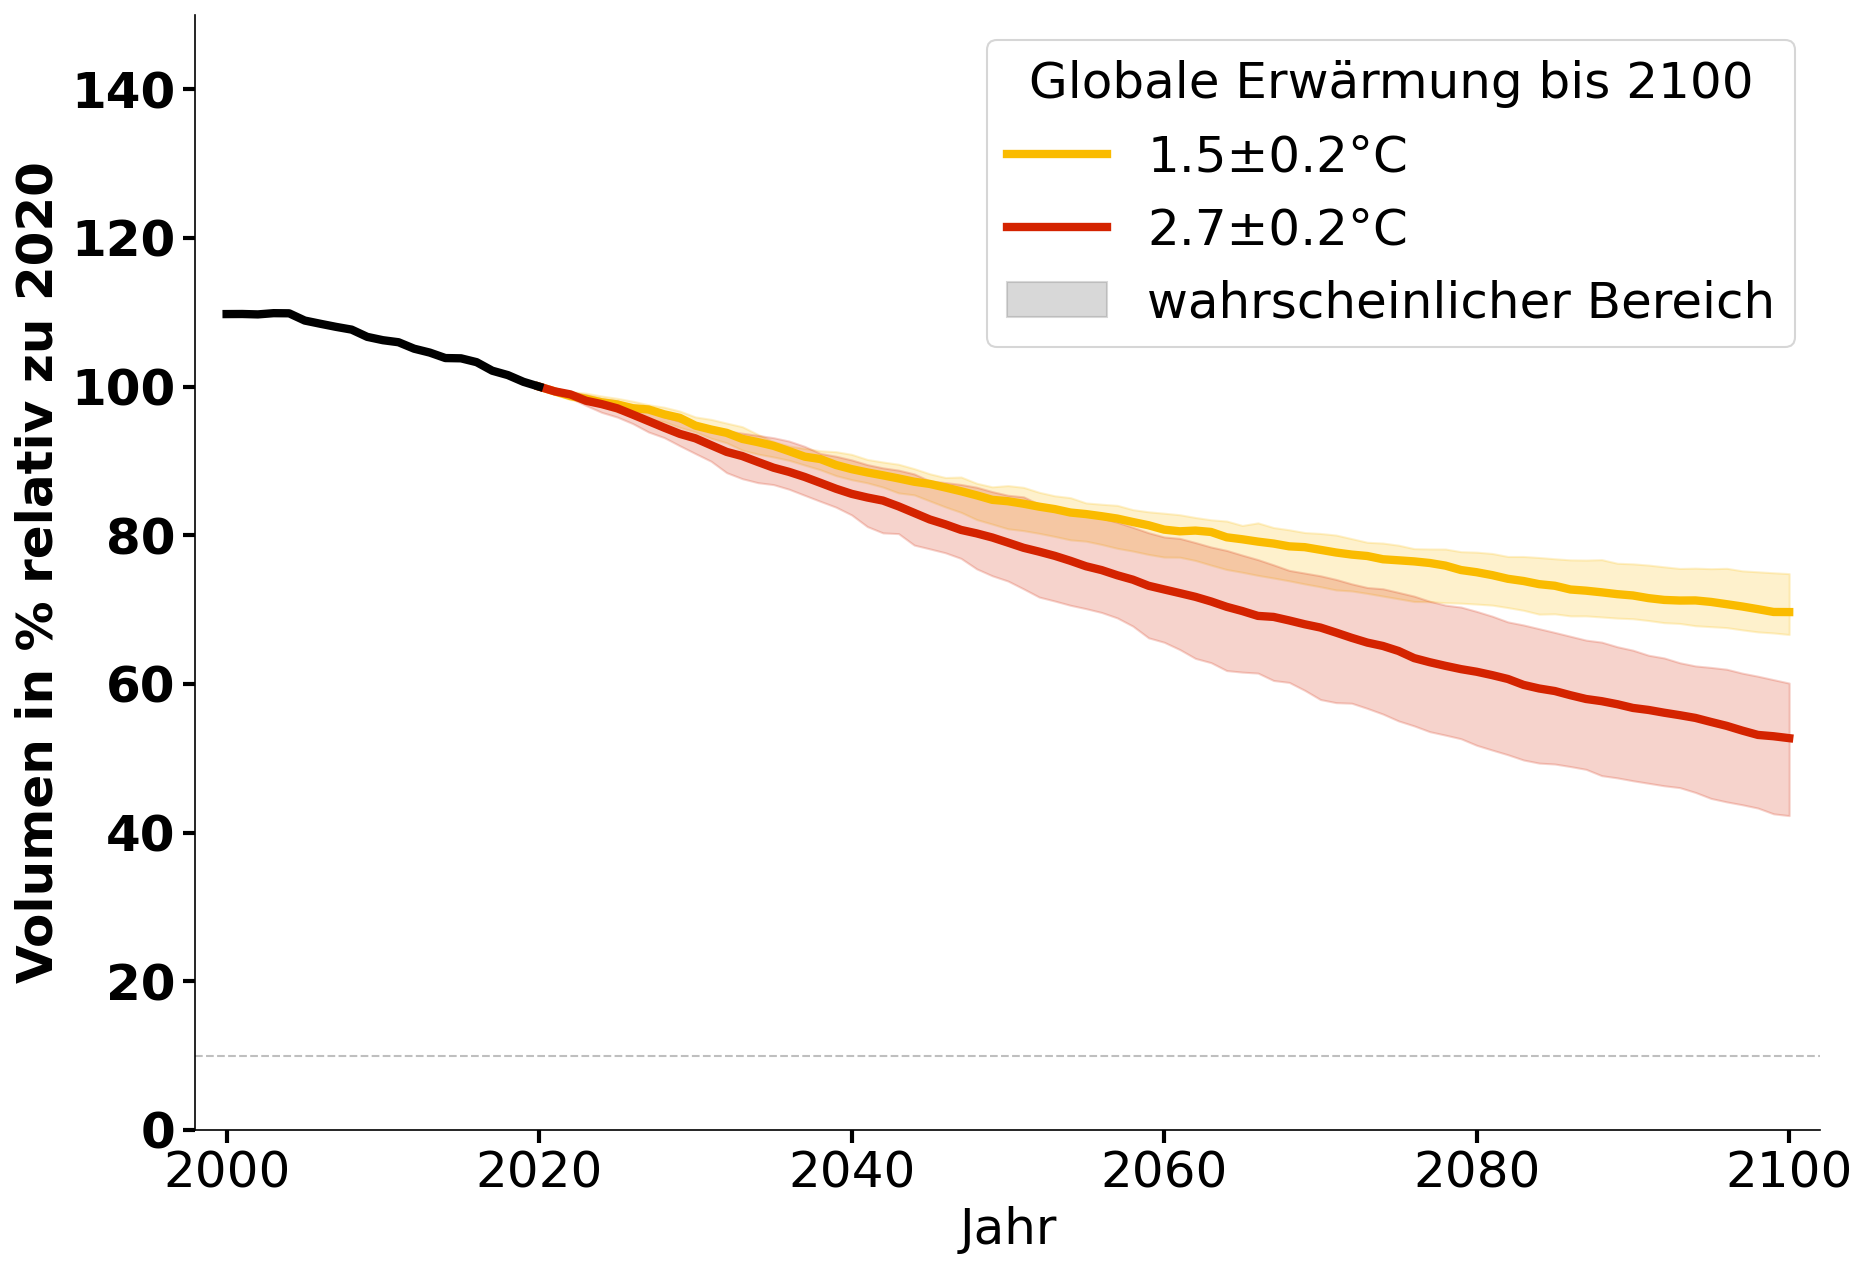 Globale Erwärmung bis 2100
1.5±0.2°C
2.7±0.2°C
wahrscheinlicher Bereich
Volumen in % relativ zu 2020
140
120
100
80
60
40
20
0
2000 2020 2040 2060 2080 2100
Jahr